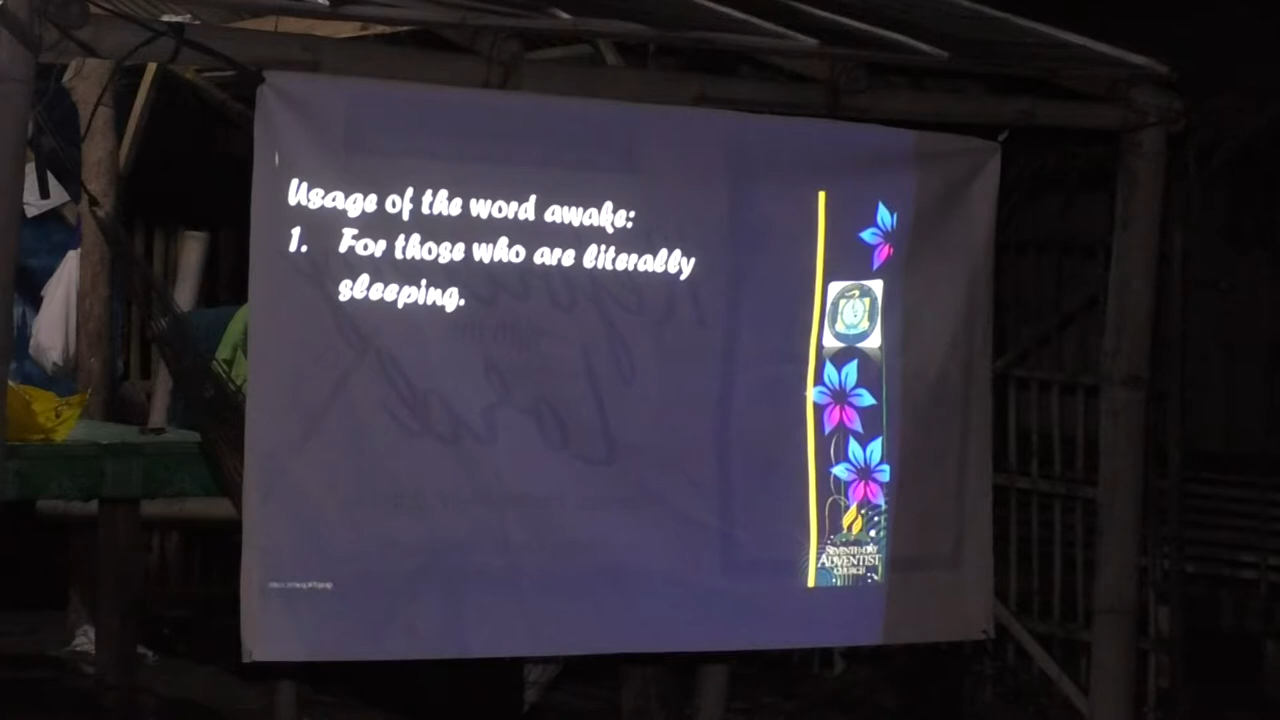 Usage of the word awake:
1. For those who are literally
sleeping.
SEVENTH-DAY
ADVENTIST
CHURCH